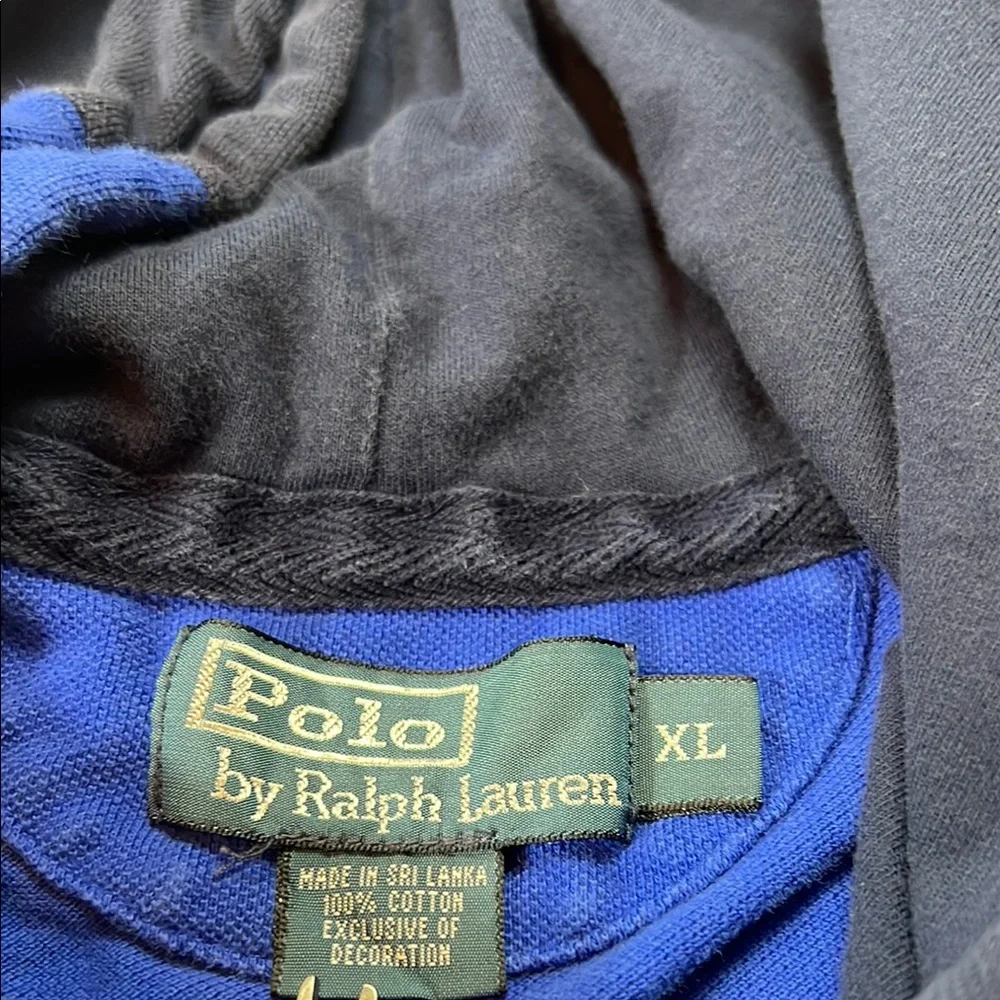 Polo
by Ralph Lauren
XL
MADE IN SRI LANKA
100% COTTON
EXCLUSIVE OF
DECORATION